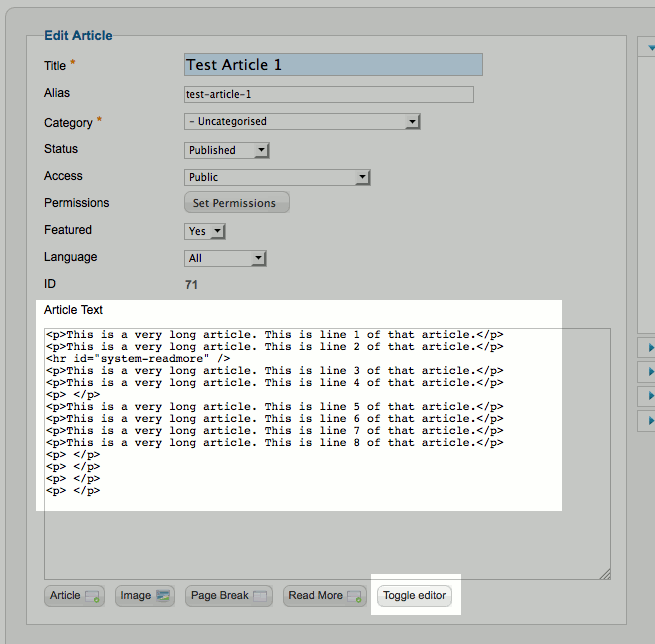 Edit Article
Title *
Test Article 1
Alias
test-article-1
Category *
- Uncategorised
Status
Published
Access
Public
Permissions
Set Permissions
Featured
Yes
Language
All
ID
71
Article Text
<p>This is a very long article. This is line 1 of that article.</p>
<p>This is a very long article. This is line 2 of that article.</p>
<hr id="system-readmore" />
<p>This is a very long article. This is line 3 of that article.</p>
<p>This is a very long article. This is line 4 of that article.</p>
<p> </p>
<p>This is a very long article. This is line 5 of that article.</p>
<p>This is a very long article. This is line 6 of that article.</p>
<p>This is a very long article. This is line 7 of that article.</p>
<p>This is a very long article. This is line 8 of that article.</p>
<p> </p>
<p> </p>
<p> </p>
<p> </p>
Article Image Page Break Read More Toggle editor